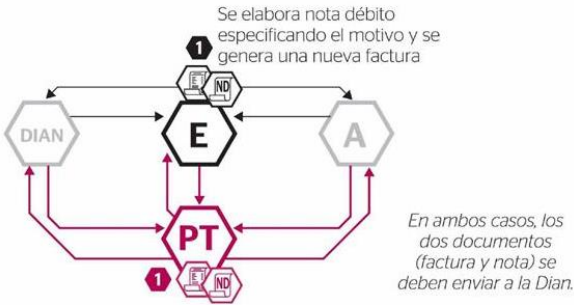 Se elabora nota débito
especificando el motivo y se
1 genera una nueva factura
E ND
DIAN E A
PT
1 E ND
En ambos casos, los
dos documentos
(factura y nota) se
deben enviar a la Dian.